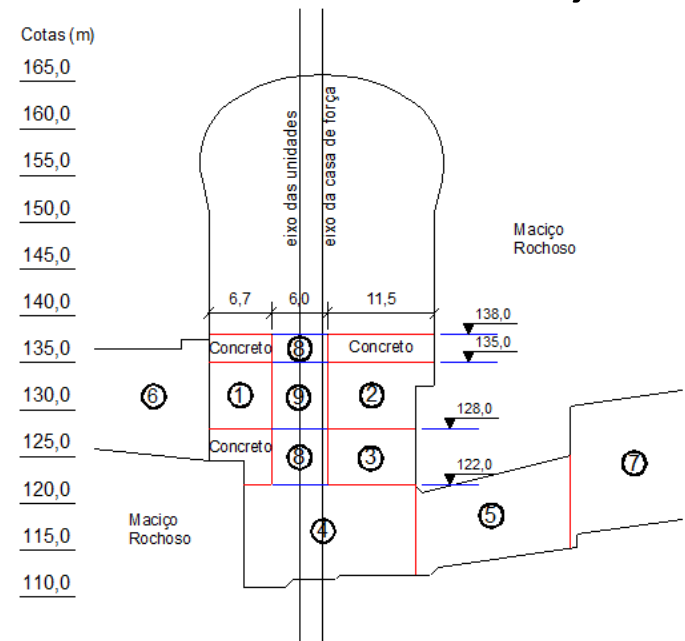 Cotas (m)
165,0
160,0
155,0
150,0
145,0
140,0
135,0
130,0
125,0
120,0
115,0
110,0
eixo das unidades
eixo da casa de força
Maciço
Rochoso
6,7 6,0 11,5
138,0
135,0
128,0
122,0
Concreto 8 Concreto
6 1 9 2
Concreto 8 3 7
4 5
Maciço
Rochoso